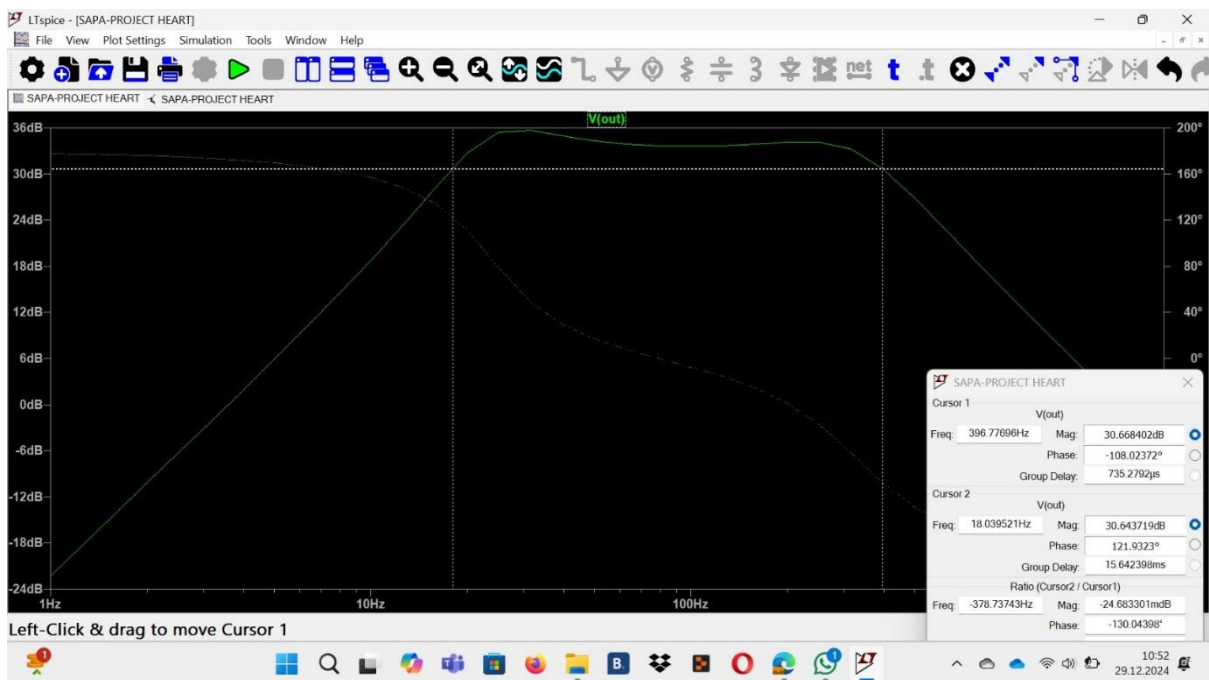 LTspice - [SAPA-PROJECT HEART]
File View Plot Settings Simulation Tools Window Help
net t .t
SAPA-PROJECT HEART SAPA-PROJECT HEART
V(out)
36dB 200°
30dB 160°
24dB 120°
18dB 80°
12dB 40°
6dB 0°
0dB
-6dB
-12dB
-18dB
-24dB
1Hz 10Hz 100Hz
SAPA-PROJECT HEART
Cursor 1
V(out)
Freq: 396.77696Hz Mag: 30.668402dB
Phase: -108.02372°
Group Delay: 735.2792µs
Cursor 2
V(out)
Freq: 18.039521Hz Mag: 30.643719dB
Phase: 121.9323°
Group Delay: 15.642398ms
Ratio (Cursor2 / Cursor1)
Freq: -378.73743Hz Mag: -24.683301mdB
Phase: -130.04398°
Left-Click & drag to move Cursor 1
1 B. 1
10:52
29.12.2024